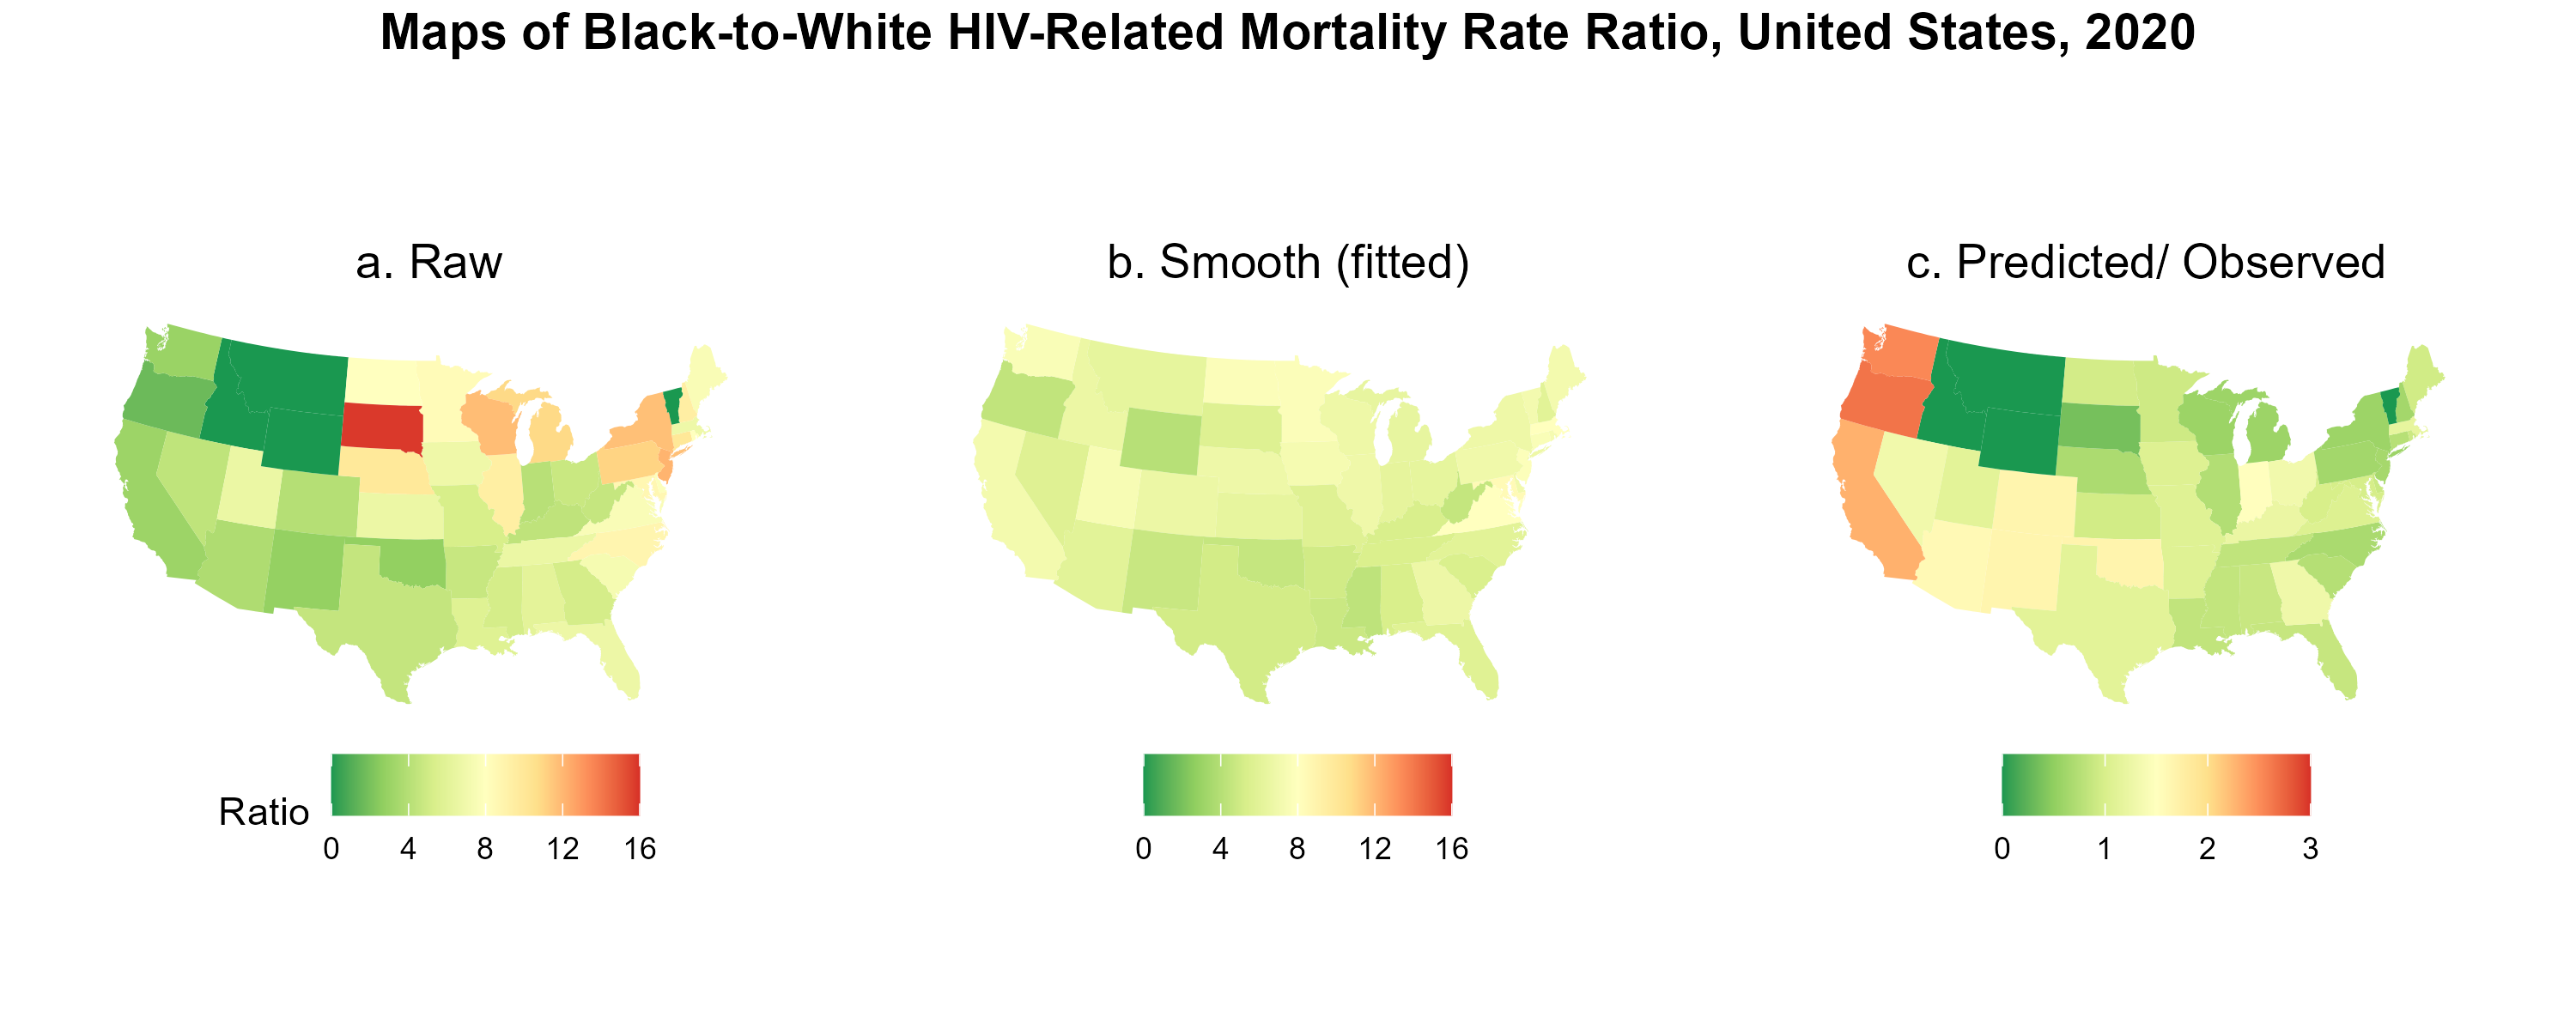 Maps of Black-to-White HIV-Related Mortality Rate Ratio, United States, 2020
a. Raw
b. Smooth (fitted)
c. Predicted/ Observed
Ratio
0 4 8 12 16
0 4 8 12 16
0 1 2 3